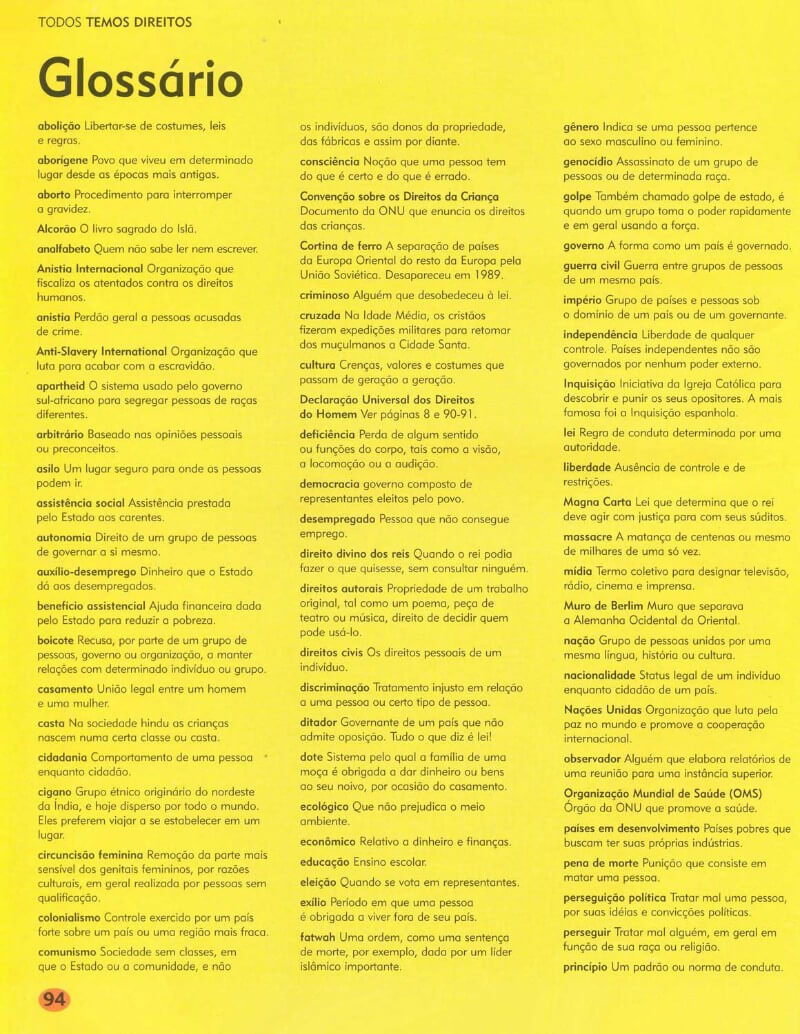 TODOS TEMOS DIREITOS
Glossário
abolição Libertar-se de costumes, leis
e regras.
aborígene Povo que viveu em determinado
lugar desde as épocas mais antigas.
aborto Procedimento para interromper
a gravidez.
Alcorão O livro sagrado do Islã.
analfabeto Quem não sabe ler nem escrever.
Anistia Internacional Organização que
fiscaliza os atentados contra os direitos
humanos.
anistia Perdão geral a pessoas acusadas
de crime.
Anti-Slavery International Organização que
luta para acabar com a escravidão.
apartheid O sistema usado pelo governo
sul-africano para segregar pessoas de raças
diferentes.
arbitrário Baseado nas opiniões pessoais
ou preconceitos.
asilo Um lugar seguro para onde as pessoas
podem ir.
assistência social Assistência prestada
pelo Estado aos carentes.
autonomia Direito de um grupo de pessoas
de governar a si mesmo.
auxílio-desemprego Dinheiro que o Estado
dá aos desempregados.
benefício assistencial Ajuda financeira dada
pelo Estado para reduzir a pobreza.
boicote Recusa, por parte de um grupo de
pessoas, governo ou organização, a manter
relações com determinado indivíduo ou grupo.
casamento União legal entre um homem
e uma mulher.
casta Na sociedade hindu as crianças
nascem numa certa classe ou casta.
cidadania Comportamento de uma pessoa
enquanto cidadão.
cigano Grupo étnico originário do nordeste
da Índia, e hoje disperso por todo o mundo.
Eles preferem viajar a se estabelecer em um
lugar.
circuncisão feminina Remoção da parte mais
sensível dos genitais femininos, por razões
culturais, em geral realizada por pessoas sem
qualificação.
colonialismo Controle exercido por um país
forte sobre um país ou uma região mais fraca.
comunismo Sociedade sem classes, em
que o Estado ou a comunidade, e não
os indivíduos, são donos da propriedade,
das fábricas e assim por diante.
consciência Noção que uma pessoa tem
do que é certo e do que é errado.
Convenção sobre os Direitos da Criança
Documento da ONU que enuncia os direitos
das crianças.
Cortina de ferro A separação de países
da Europa Oriental do resto da Europa pela
União Soviética. Desapareceu em 1989.
criminoso Alguém que desobedeceu à lei.
cruzada Na Idade Média, os cristãos
fizeram expedições militares para retomar
dos muçulmanos a Cidade Santa.
cultura Crenças, valores e costumes que
passam de geração a geração.
Declaração Universal dos Direitos
do Homem Ver páginas 8 e 90-91.
deficiência Perda de algum sentido
ou funções do corpo, tais como a visão,
a locomoção ou a audição.
democracia governo composto de
representantes eleitos pelo povo.
desempregado Pessoa que não consegue
emprego.
direito divino dos reis Quando o rei podia
fazer o que quisesse, sem consultar ninguém.
direitos autorais Propriedade de um trabalho
original, tal como um poema, peça de
teatro ou música, direito de decidir quem
pode usá-lo.
direitos civis Os direitos pessoais de um
indivíduo.
discriminação Tratamento injusto em relação
a uma pessoa ou certo tipo de pessoa.
ditador Governante de um país que não
admite oposição. Tudo o que diz é lei!
dote Sistema pelo qual a família de uma
moça é obrigada a dar dinheiro ou bens
ao seu noivo, por ocasião do casamento.
ecológico Que não prejudica o meio
ambiente.
econômico Relativo a dinheiro e finanças.
educação Ensino escolar.
eleição Quando se vota em representantes.
exílio Período em que uma pessoa
é obrigada a viver fora de seu país.
fatwah Uma ordem, como uma sentença
de morte, por exemplo, dada por um líder
islâmico importante.
gênero Indica se uma pessoa pertence
ao sexo masculino ou feminino.
genocídio Assassinato de um grupo de
pessoas ou de determinada raça.
golpe Também chamado golpe de estado, é
quando um grupo toma o poder rapidamente
e em geral usando a força.
governo A forma como um país é governado.
guerra civil Guerra entre grupos de pessoas
de um mesmo país.
império Grupo de países e pessoas sob
o domínio de um país ou de um governante.
independência Liberdade de qualquer
controle. Países independentes não são
governados por nenhum poder externo.
Inquisição Iniciativa da Igreja Católica para
descobrir e punir os seus opositores. A mais
famosa foi a Inquisição espanhola.
lei Regra de conduta determinada por uma
autoridade.
liberdade Ausência de controle e de
restrições.
Magna Carta Lei que determina que o rei
deve agir com justiça para com seus súditos.
massacre A matança de centenas ou mesmo
de milhares de uma só vez.
mídia Termo coletivo para designar televisão,
rádio, cinema e imprensa.
Muro de Berlim Muro que separava
a Alemanha Ocidental da Oriental.
nação Grupo de pessoas unidas por uma
mesma língua, história ou cultura.
nacionalidade Status legal de um indivíduo
enquanto cidadão de um país.
Nações Unidas Organização que luta pela
paz no mundo e promove a cooperação
internacional.
observador Alguém que elabora relatórios de
uma reunião para uma instância superior.
Organização Mundial de Saúde (OMS)
Órgão da ONU que promove a saúde.
países em desenvolvimento Países pobres que
buscam ter suas próprias indústrias.
pena de morte Punição que consiste em
matar uma pessoa.
perseguição política Tratar mal uma pessoa,
por suas idéias e convicções políticas.
perseguir Tratar mal alguém, em geral em
função de sua raça ou religião.
princípio Um padrão ou norma de conduta.
94